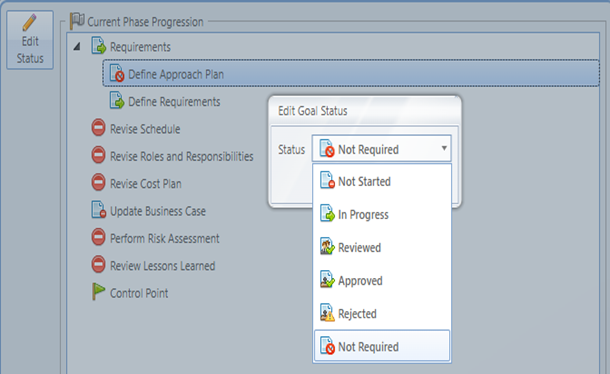 Edit
Status
Current Phase Progression
Requirements
Define Approach Plan
Define Requirements
Revise Schedule
Revise Roles and Responsibilities
Revise Cost Plan
Update Business Case
Perform Risk Assessment
Review Lessons Learned
Control Point
Edit Goal Status
Status
Not Required
Not Started
In Progress
Reviewed
Approved
Rejected
Not Required